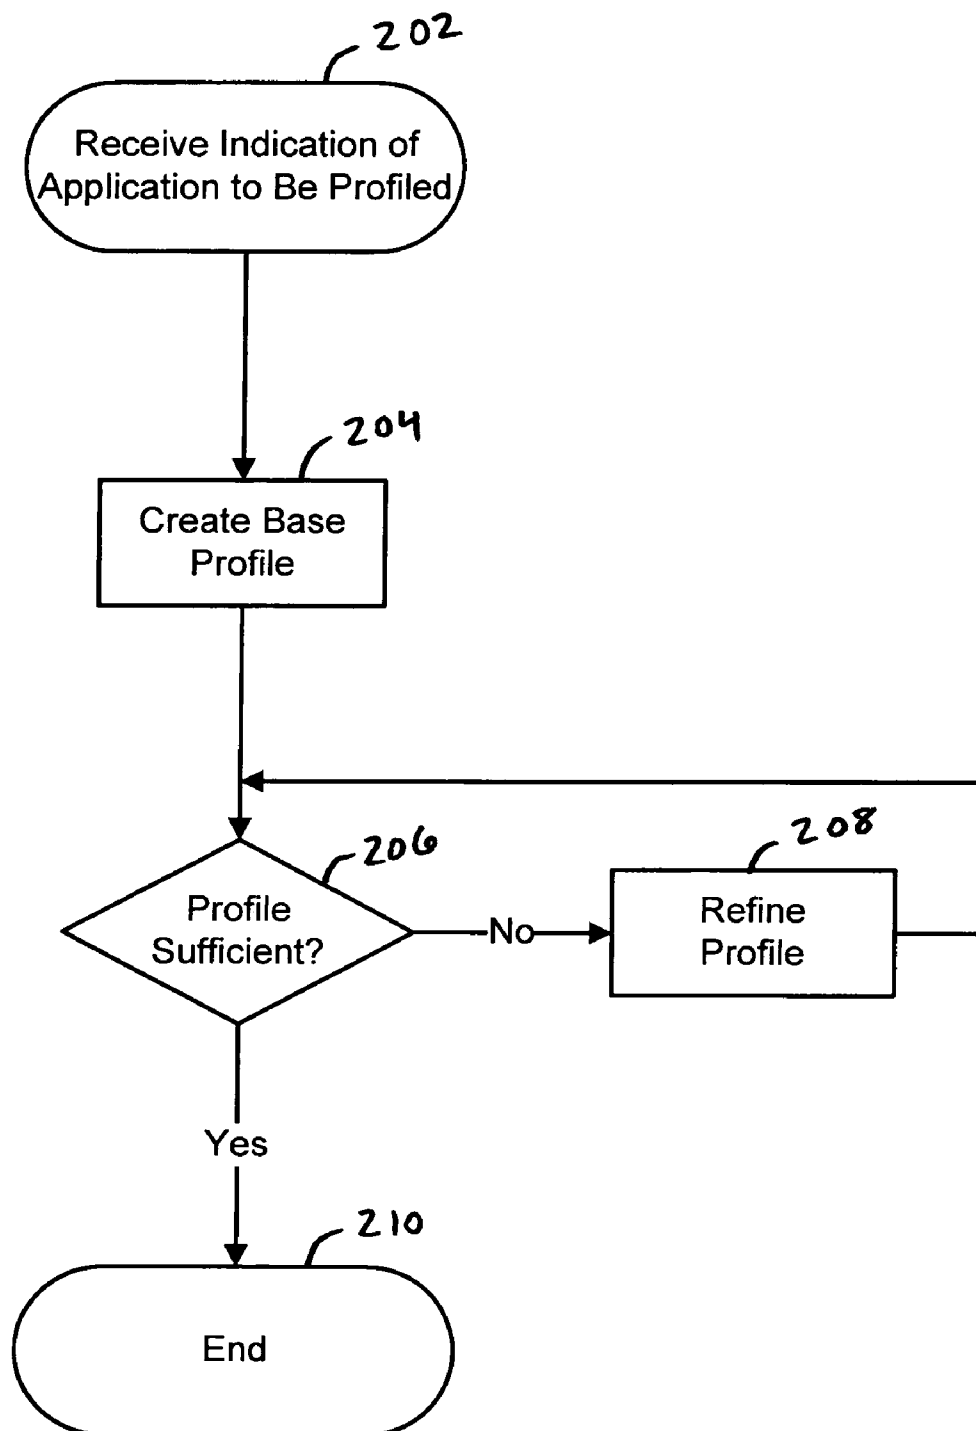 202
Receive Indication of
Application to Be Profiled
204
Create Base
Profile
206
Profile
Sufficient?
No
208
Refine
Profile
Yes
210
End